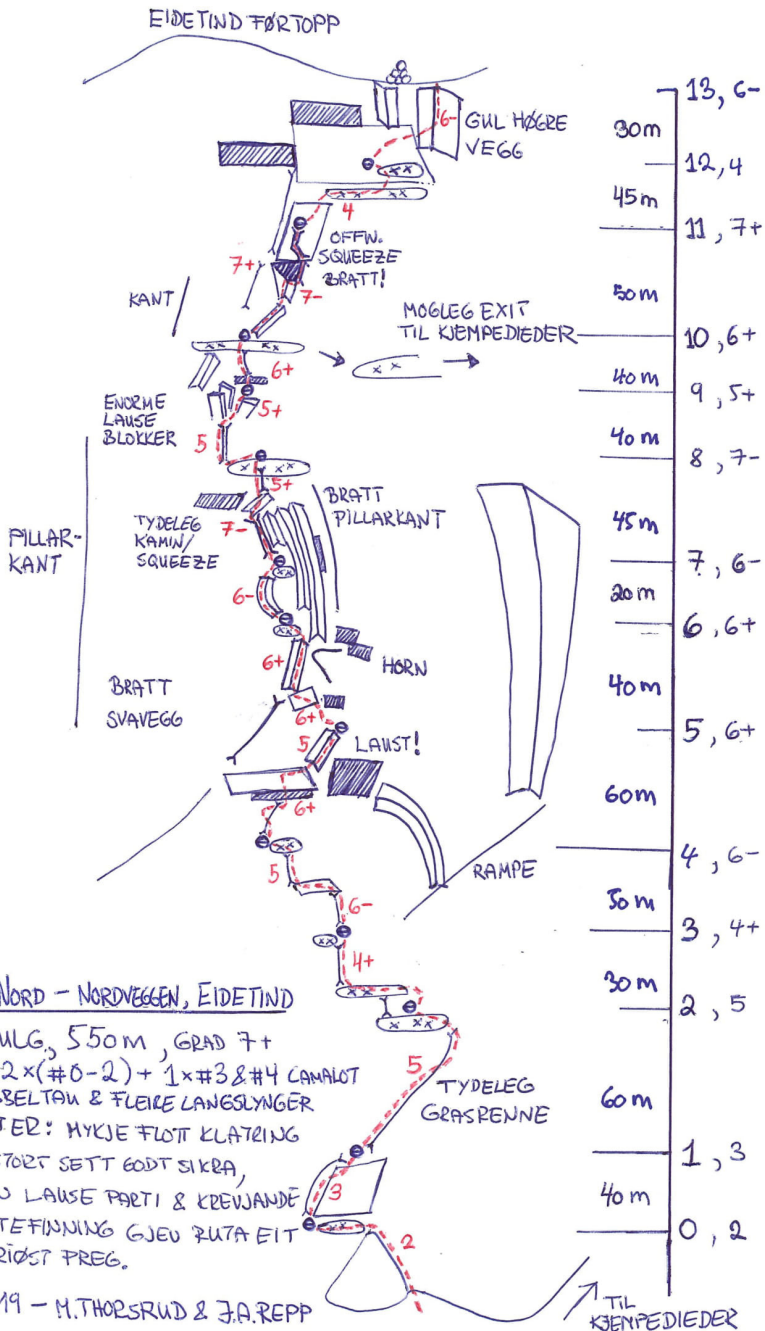 EIDETIND FØRTOPP
13, 6-
6-
GUL HØGRE
VEGG
30m
12, 4
45m
4
11, 7+
OFFW.
SQUEEZE
BRATT!
7+
7-
50m
KANT
MOGLEG EXIT
TIL KJEMPEDIEDER
10, 6+
6+
40m
9, 5+
ENORME
LAUSE
BLOKKER
5+
5
40m
8, 7-
5+
BRATT
PILLARKANT
PILLAR-
KANT
TYDELEG
KAMIN/
SQUEEZE
7-
45m
7, 6-
6-
20m
6, 6+
6+
HORN
40m
BRATT
SVAVEGG
6+
5, 6+
5
LAUST!
6+
60m
4, 6-
5
RAMPE
6-
50m
3, 4+
4+
30m
2, 5
NORD - NORDVEGGEN, EIDETIND
550m, GRAD 7+
2x(#0-2) + 1x#3 & #4 CAMALOT
& FLEIRE LANGSLYNGER
MYKJE FLOTT KLATRING
SETT GODT SIKRA,
LAUSE PARTI & KREVJANDE
GJEV RUTA EIT
PREG.
19 - M.THORSRUD & J.A.REPP
5
TYDELEG
GRASRENNE
60m
1, 3
3
40m
0, 2
2
TIL
KJEMPEDIEDER